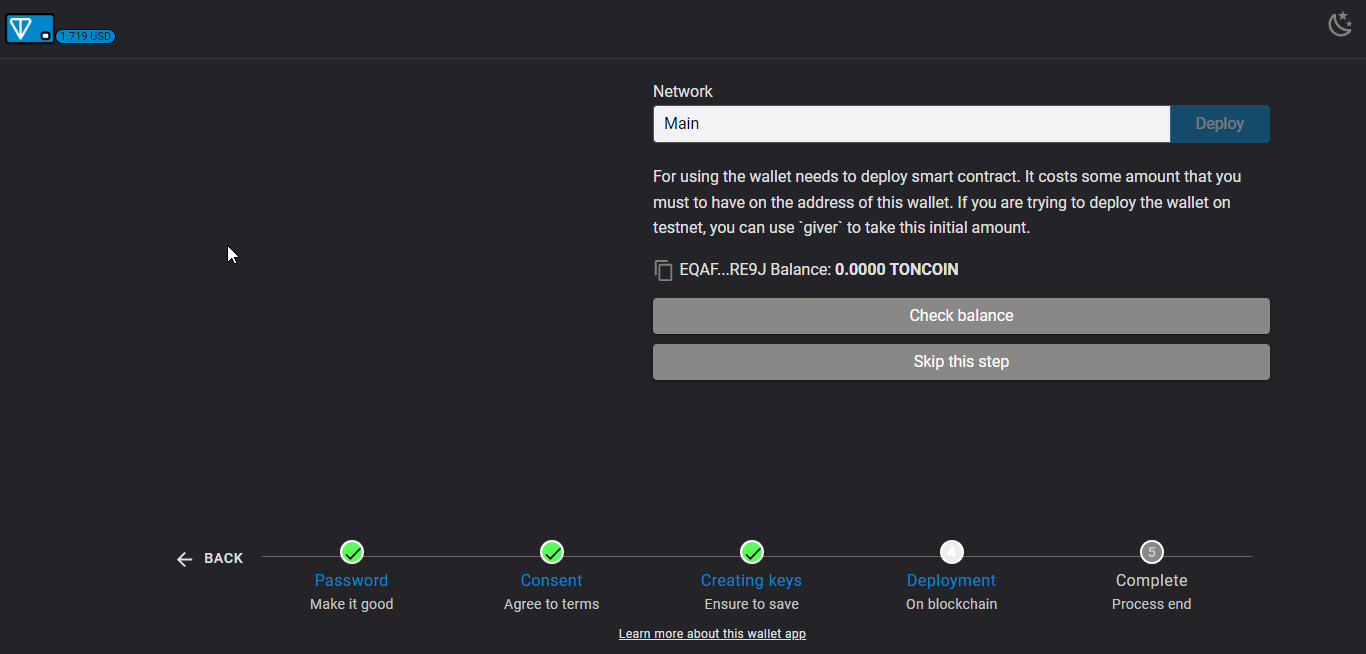 1.719 USD
Network
Main
Deploy
For using the wallet needs to deploy smart contract. It costs some amount that you
must to have on the address of this wallet. If you are trying to deploy the wallet on
testnet, you can use `giver` to take this initial amount.
EQAF...RE9J Balance: 0.0000 TONCOIN
Check balance
Skip this step
BACK
Password
Make it good
Consent
Agree to terms
Creating keys
Ensure to save
4
Deployment
On blockchain
5
Complete
Process end
Learn more about this wallet app